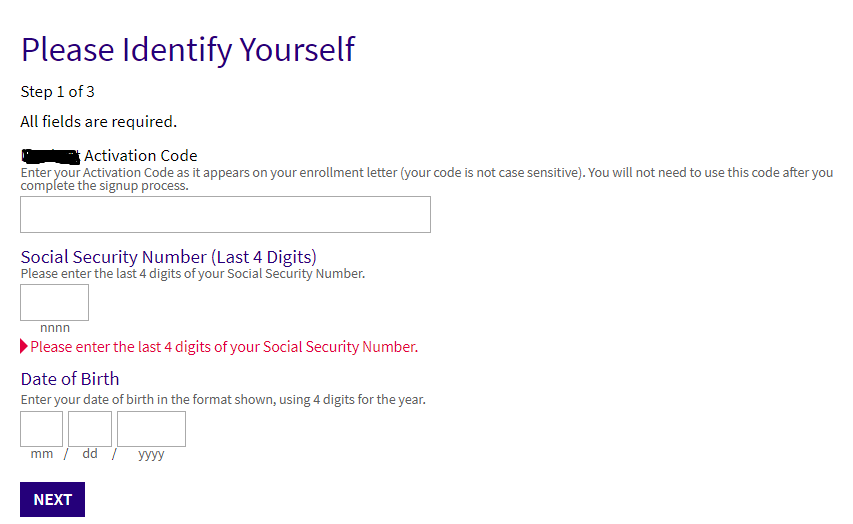 Please Identify Yourself
Step 1 of 3
All fields are required.
Activation Code
Enter your Activation Code as it appears on your enrollment letter (your code is not case sensitive). You will not need to use this code after you
complete the signup process.
Social Security Number (Last 4 Digits)
Please enter the last 4 digits of your Social Security Number.
nnnn
Please enter the last 4 digits of your Social Security Number.
Date of Birth
Enter your date of birth in the format shown, using 4 digits for the year.
mm / dd / yyyy
NEXT